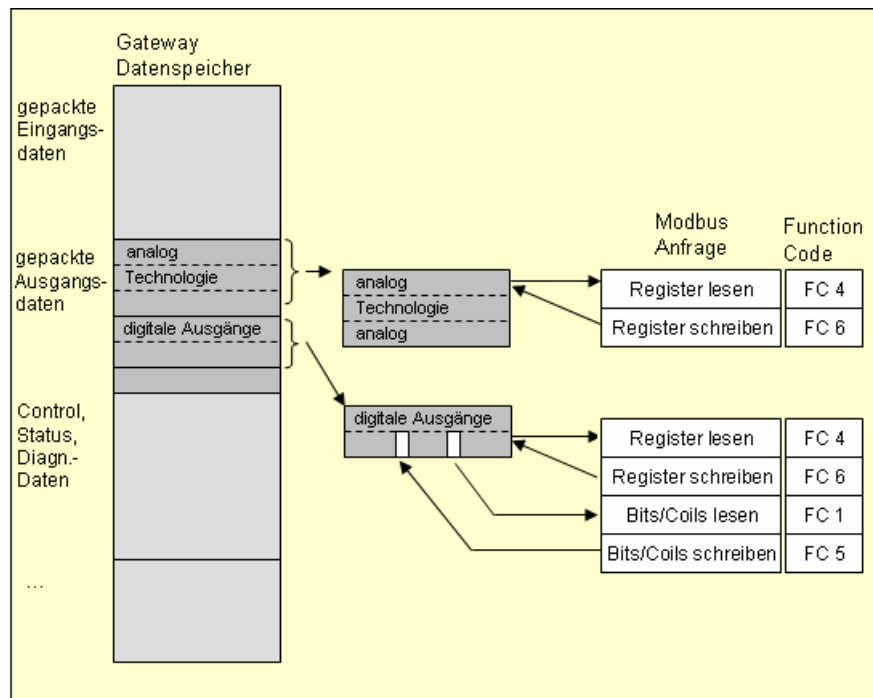 Gateway
Datenspeicher
gepackte
Eingangs-
daten
gepackte
Ausgangs-
daten
analog
Technologie
digitale Ausgänge
Control,
Status,
Diagn.-
Daten
...
analog
Technologie
analog
digitale Ausgänge
Modbus
Anfrage
Function
Code
Register lesen FC 4
Register schreiben FC 6
Register lesen FC 4
Register schreiben FC 6
Bits/Coils lesen FC 1
Bits/Coils schreiben FC 5